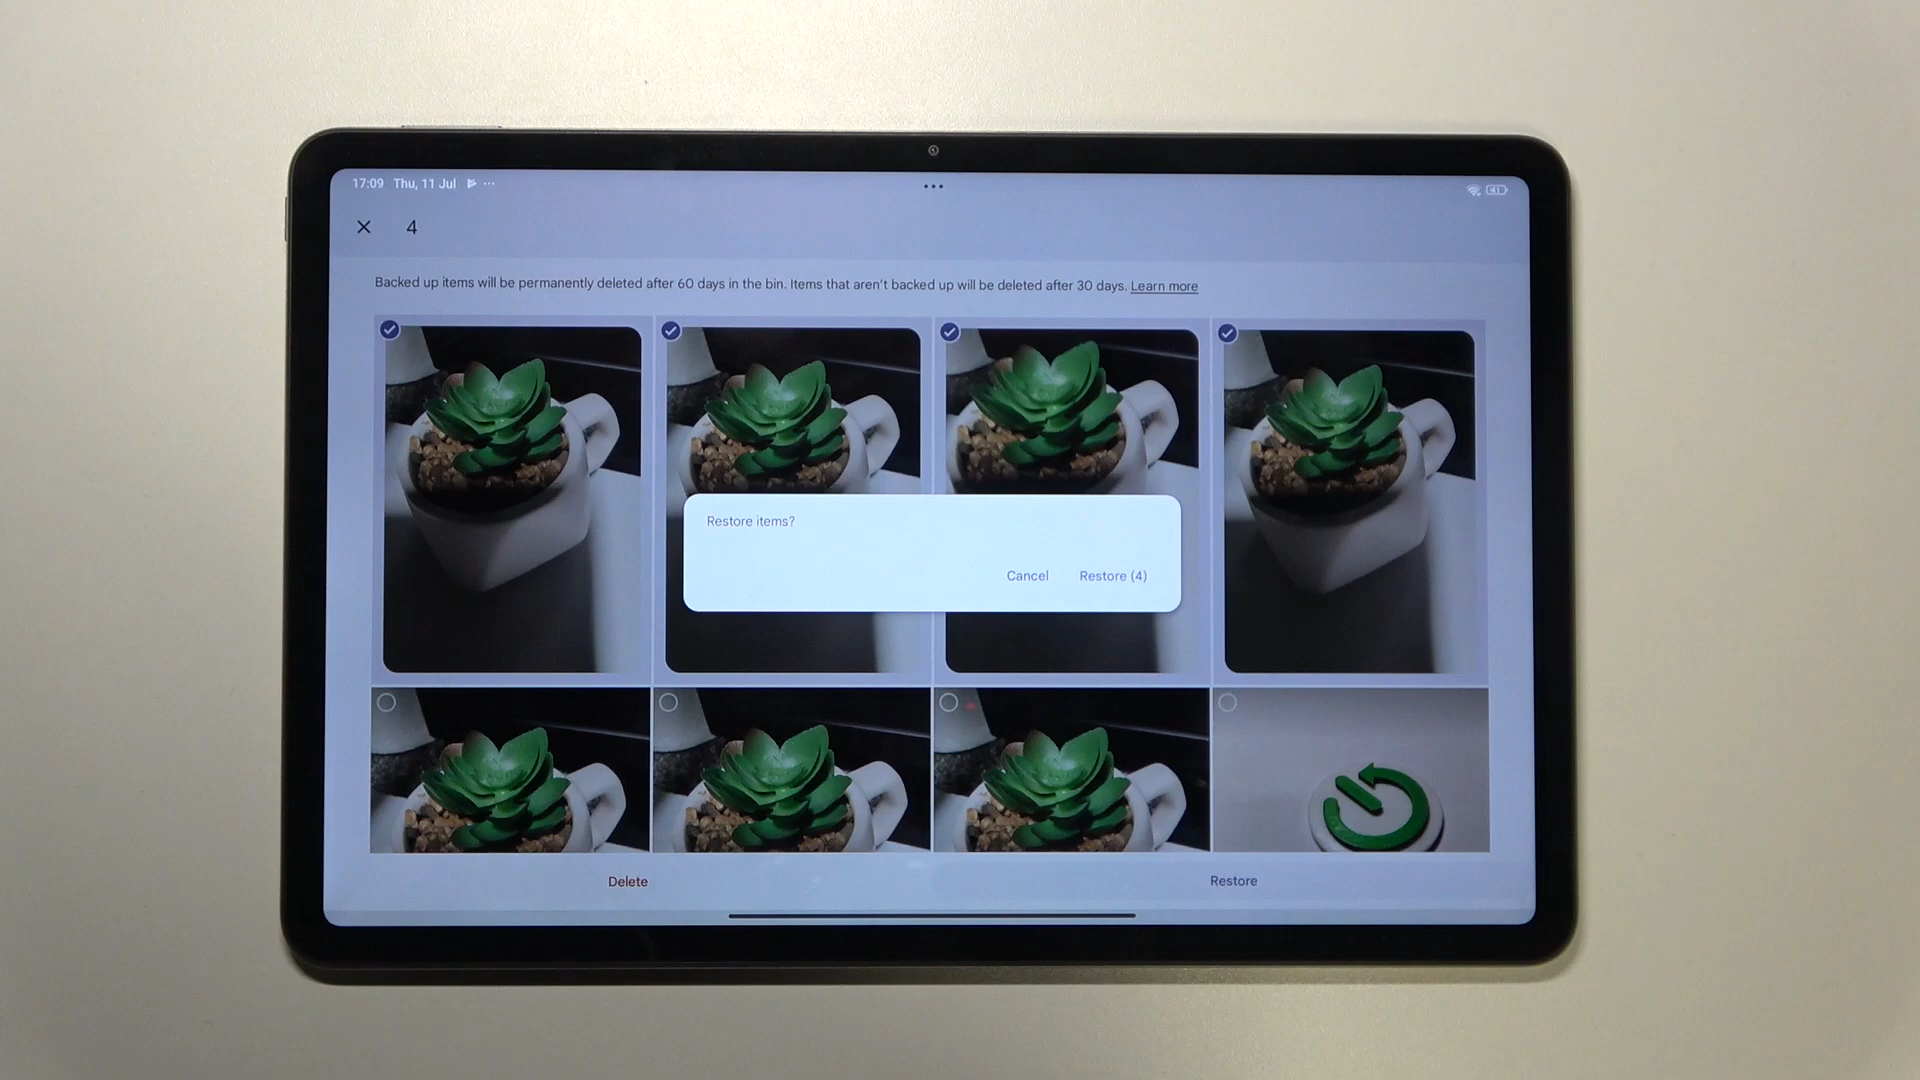 17:09 Thu, 11 Jul
41
4
Backed up items will be permanently deleted after 60 days in the bin. Items that aren't backed up will be deleted after 30 days. Learn more
Restore items?
Cancel Restore (4)
Delete Restore